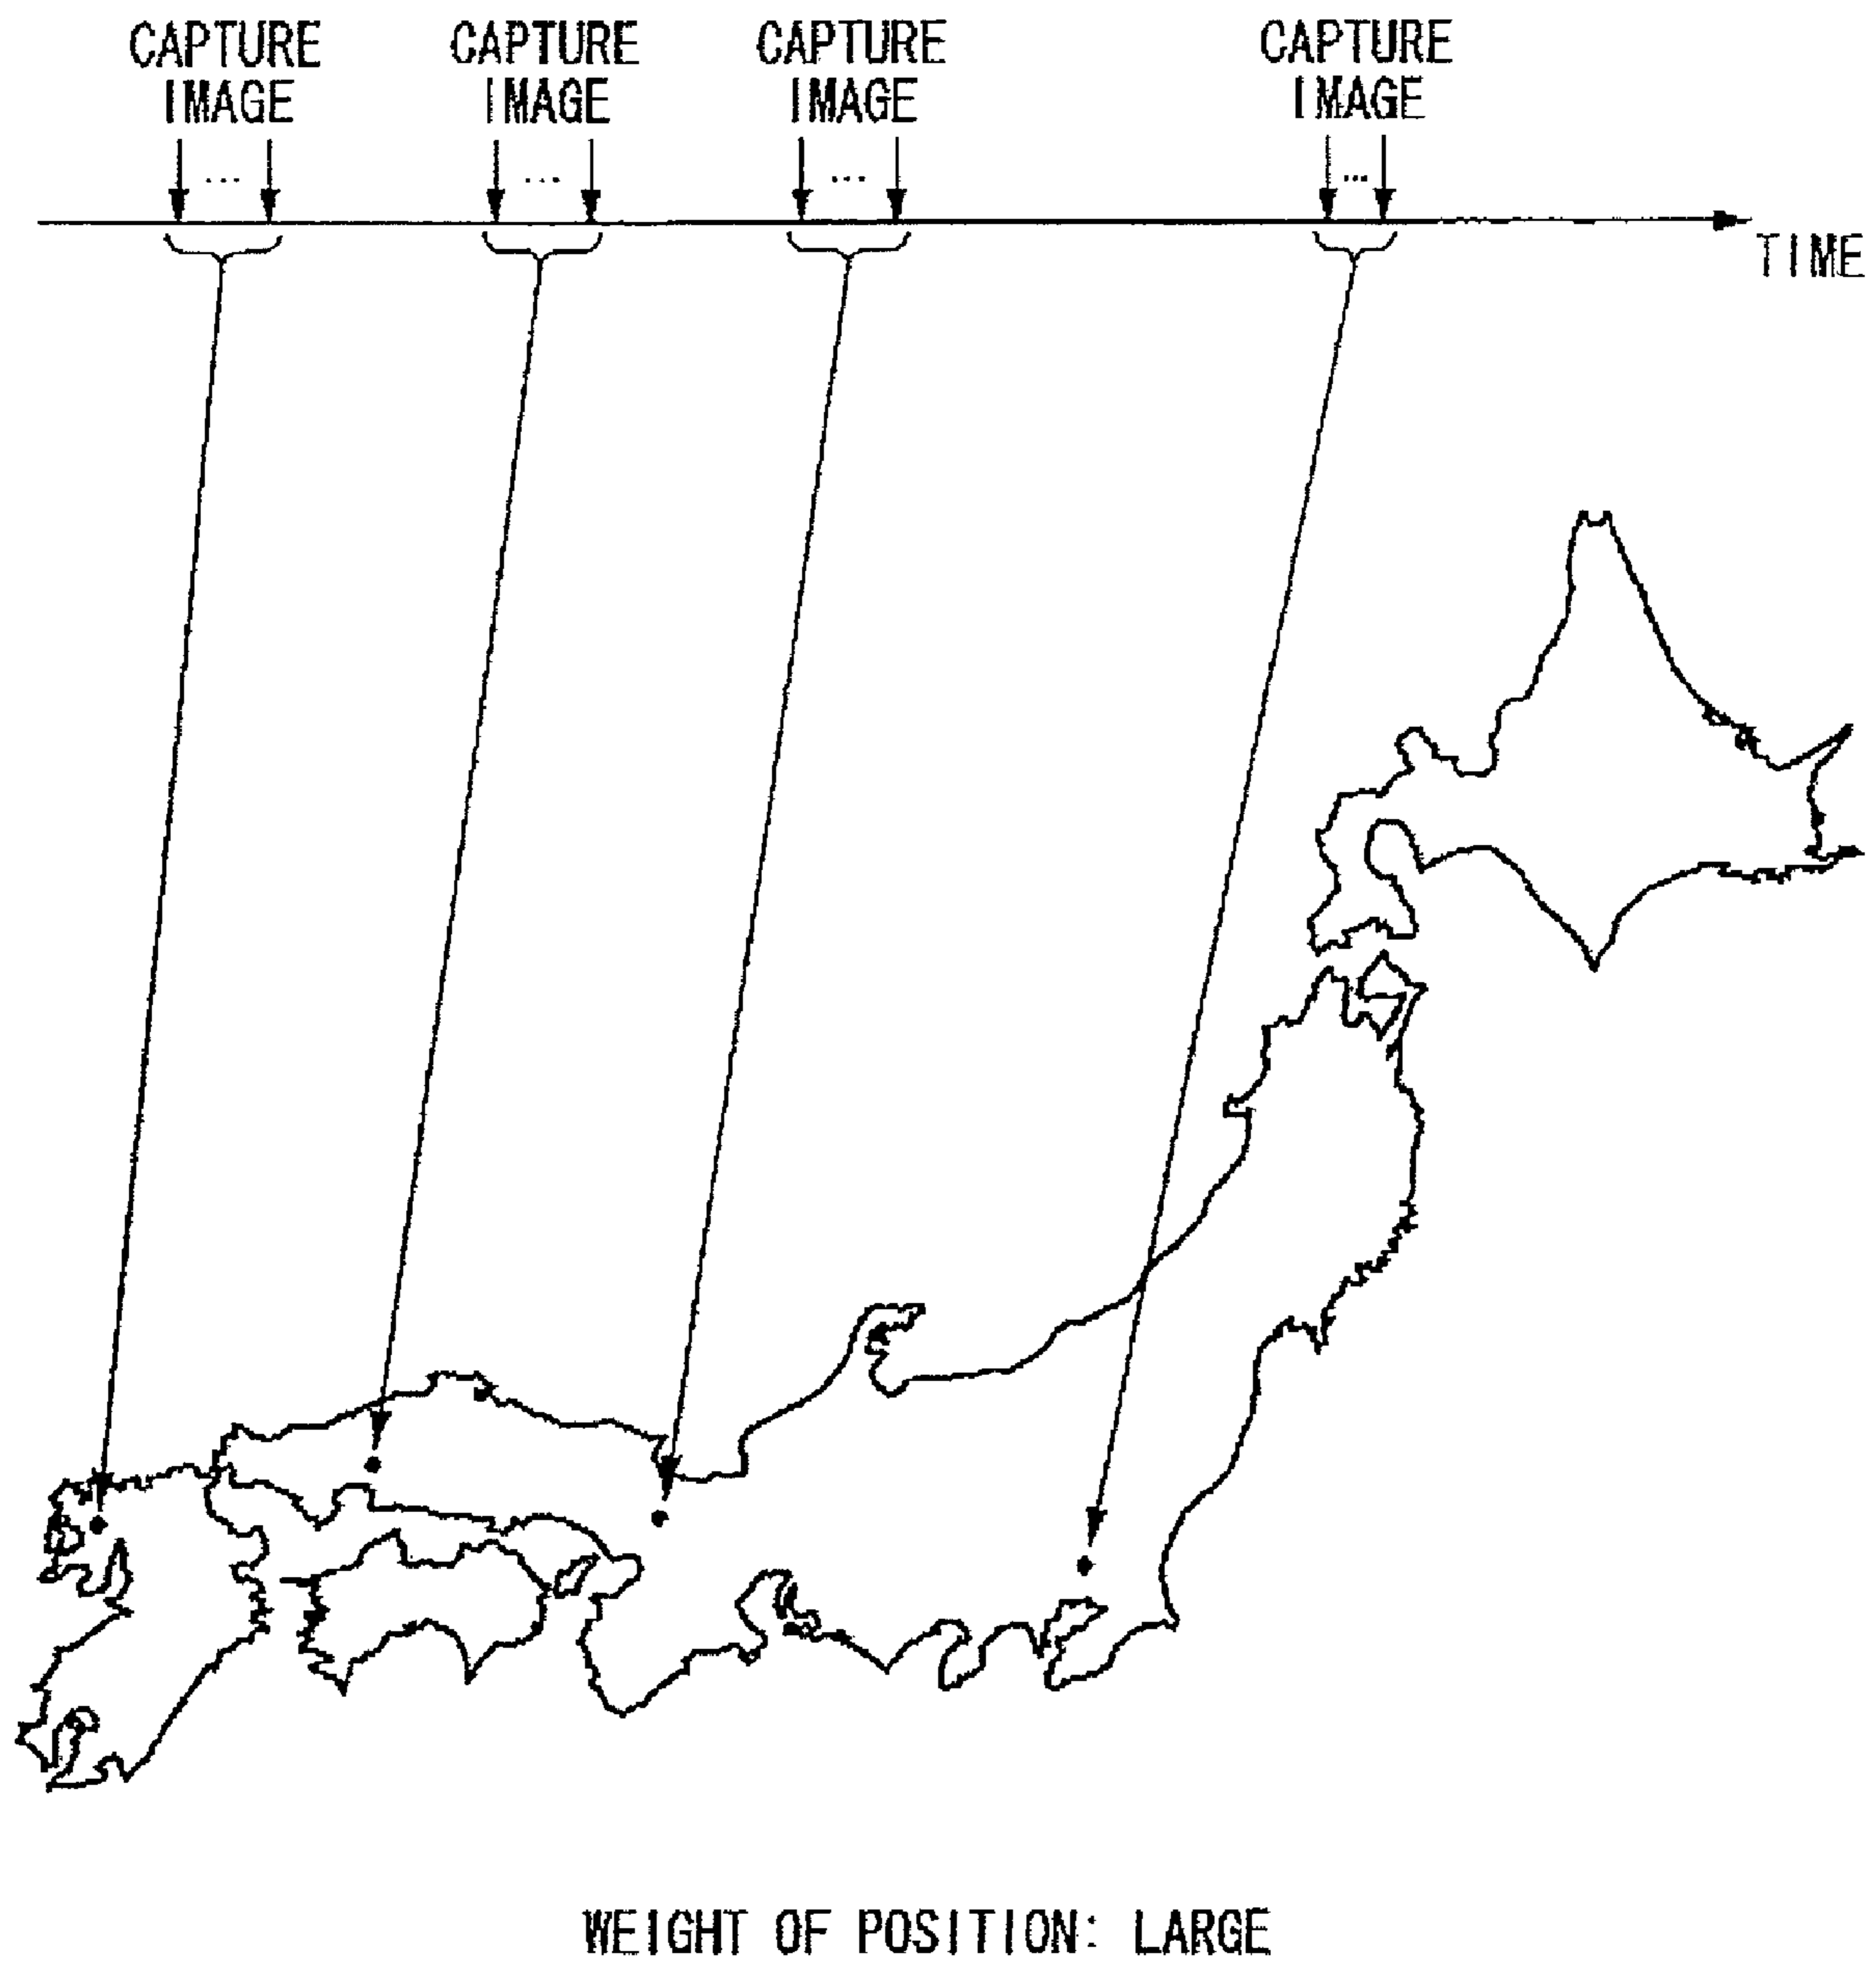 CAPTURE IMAGE
CAPTURE IMAGE
CAPTURE IMAGE
CAPTURE IMAGE
... ... ... ...
TIME
WEIGHT OF POSITION: LARGE